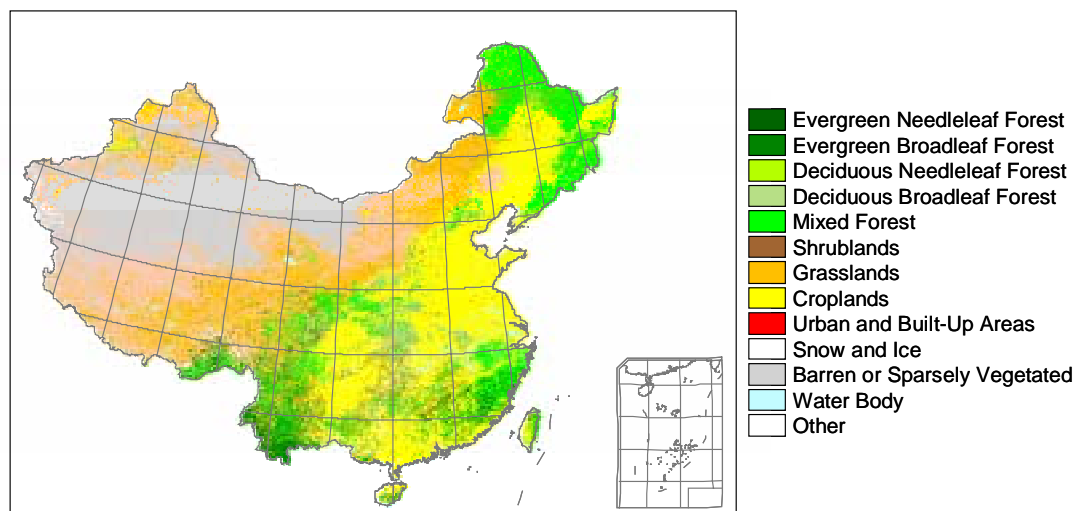 Evergreen Needleleaf Forest
Evergreen Broadleaf Forest
Deciduous Needleleaf Forest
Deciduous Broadleaf Forest
Mixed Forest
Shrublands
Grasslands
Croplands
Urban and Built-Up Areas
Snow and Ice
Barren or Sparsely Vegetated
Water Body
Other